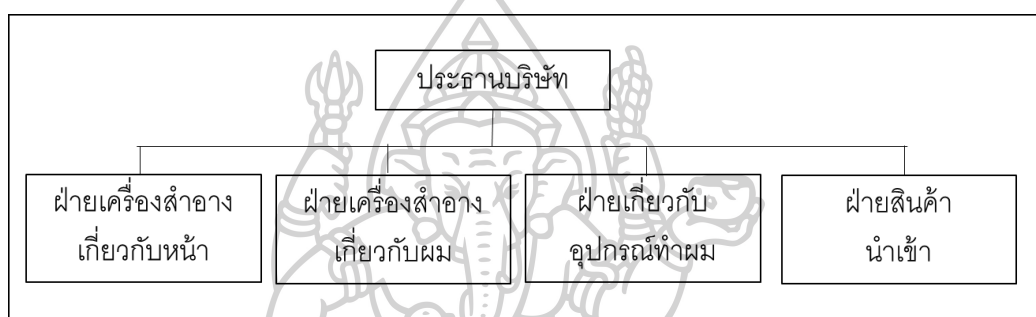 ประธานบริษัท
ฝ่ายเครื่องสำอาง
เกี่ยวกับหน้า
ฝ่ายเครื่องสำอาง
เกี่ยวกับผม
ฝ่ายเกี่ยวกับ
อุปกรณ์ทำผม
ฝ่ายสินค้า
นำเข้า